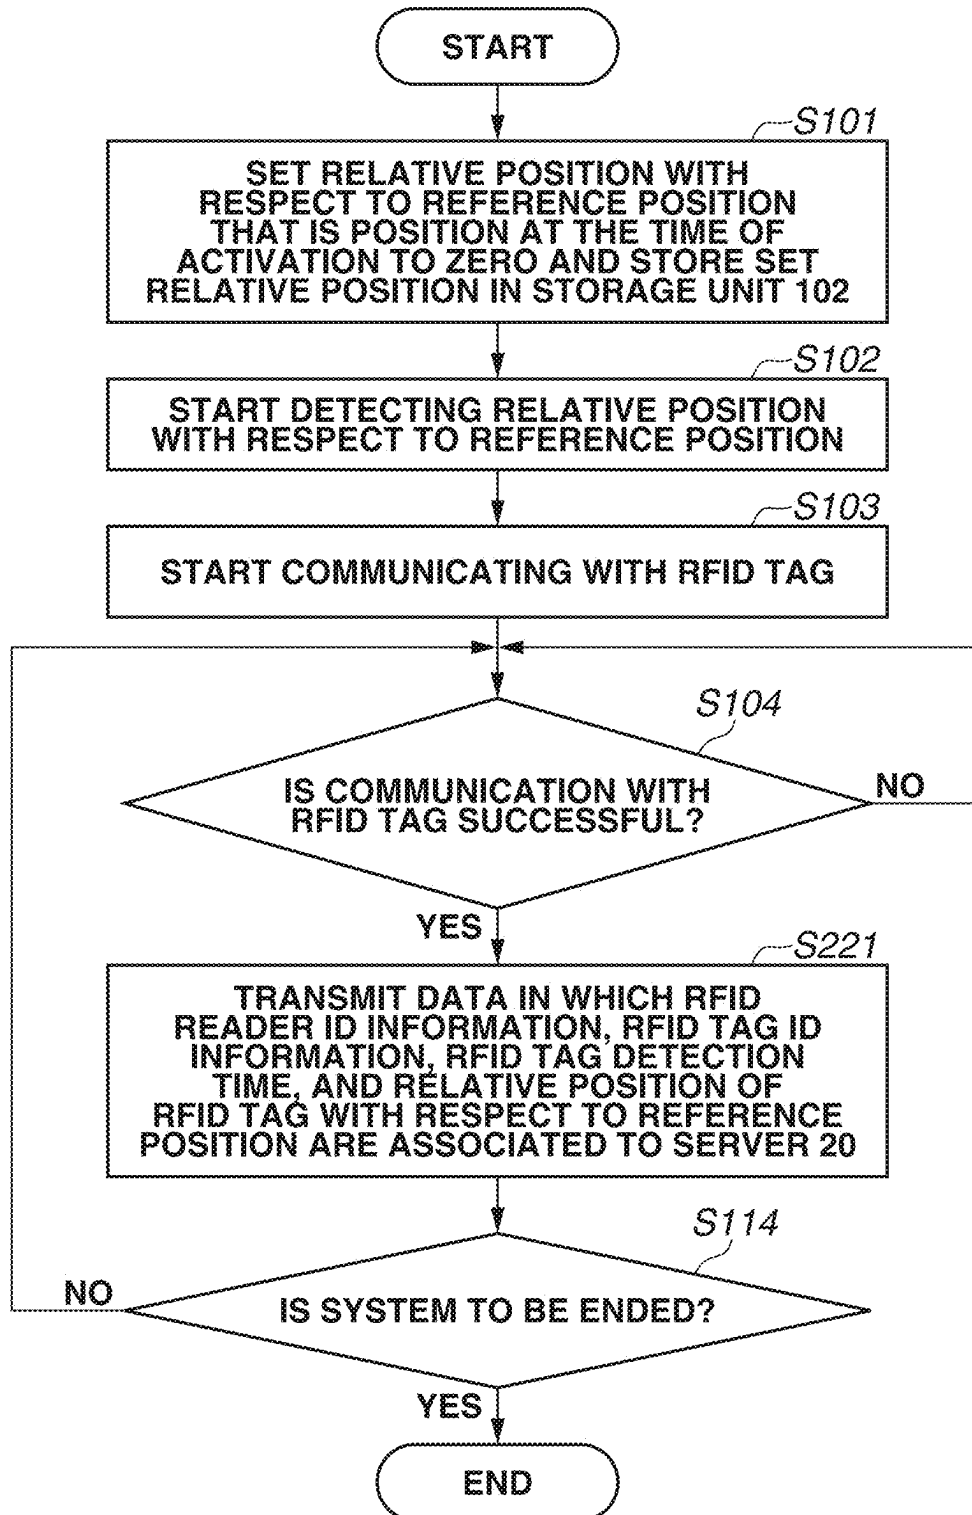 START
S101
SET RELATIVE POSITION WITH
RESPECT TO REFERENCE POSITION
THAT IS POSITION AT THE TIME OF
ACTIVATION TO ZERO AND STORE SET
RELATIVE POSITION IN STORAGE UNIT 102
S102
START DETECTING RELATIVE POSITION
WITH RESPECT TO REFERENCE POSITION
S103
START COMMUNICATING WITH RFID TAG
S104
IS COMMUNICATION WITH
RFID TAG SUCCESSFUL?
NO
YES
S221
TRANSMIT DATA IN WHICH RFID
READER ID INFORMATION, RFID TAG ID
INFORMATION, RFID TAG DETECTION
TIME, AND RELATIVE POSITION OF
RFID TAG WITH RESPECT TO REFERENCE
POSITION ARE ASSOCIATED TO SERVER 20
S114
NO
IS SYSTEM TO BE ENDED?
YES
END